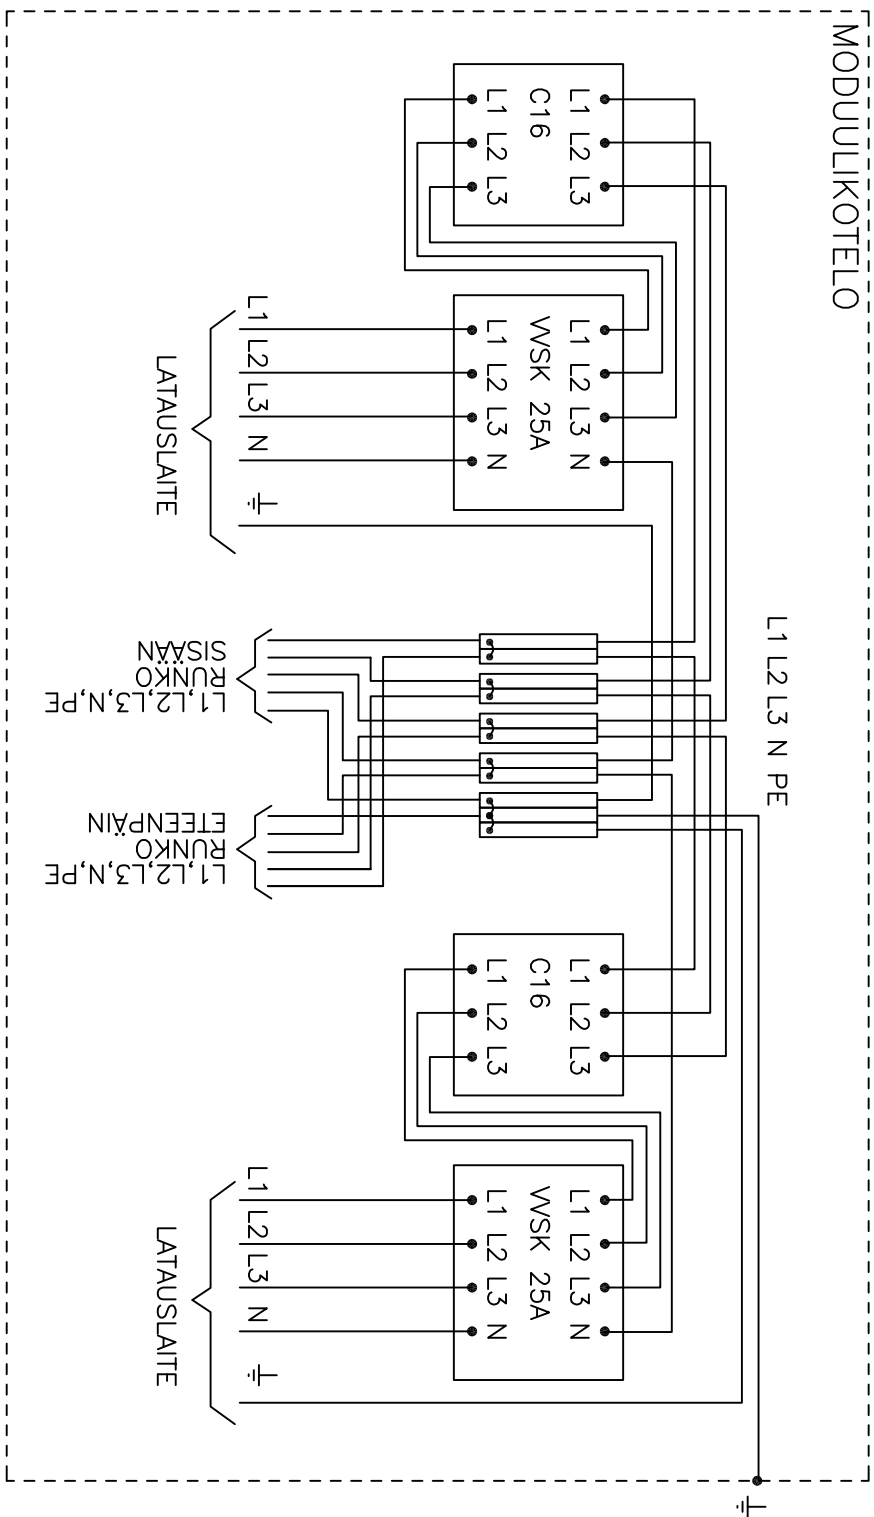 MODUULIKOTELO
L1 L2 L3
C16
L1 L2 L3
L1 L2 L3 N
VVSK 25A
L1 L2 L3 N
L1 L2 L3 N
LATAUSLAITE
L1 L2 L3 N PE
SISÄÄN
RUNKO
L1,L2,L3,N,PE
ETEENPÄIN
RUNKO
L1,L2,L3,N,PE
L1 L2 L3
C16
L1 L2 L3
L1 L2 L3 N
VVSK 25A
L1 L2 L3 N
L1 L2 L3 N
LATAUSLAITE